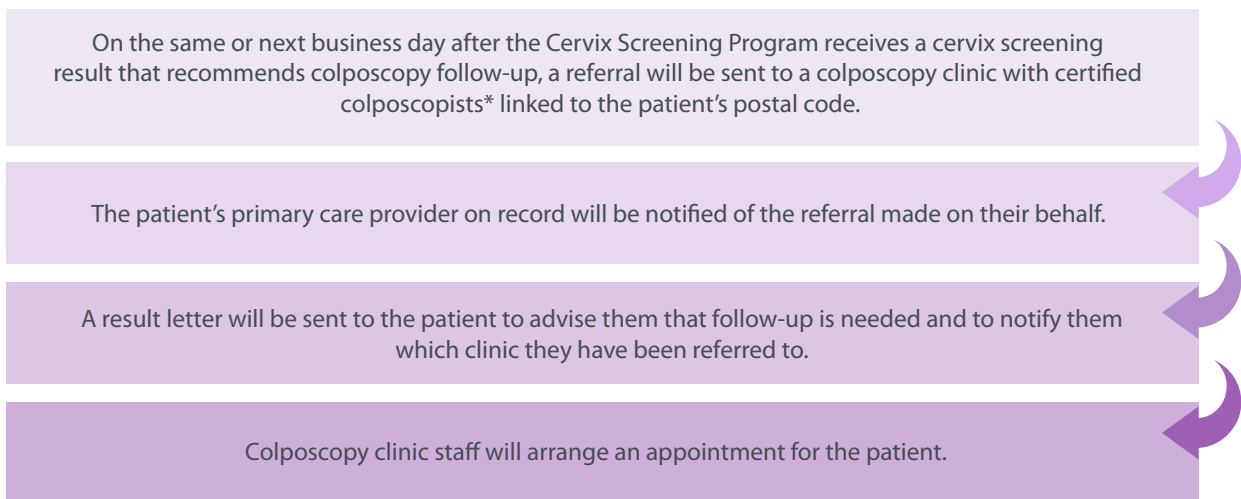 On the same or next business day after the Cervix Screening Program receives a cervix screening
result that recommends colposcopy follow-up, a referral will be sent to a colposcopy clinic with certified
colposcopists* linked to the patient’s postal code.
The patient’s primary care provider on record will be notified of the referral made on their behalf.
A result letter will be sent to the patient to advise them that follow-up is needed and to notify them
which clinic they have been referred to.
Colposcopy clinic staff will arrange an appointment for the patient.